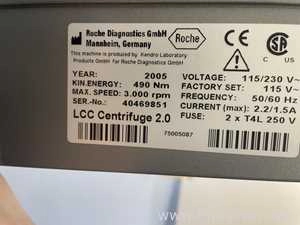 Roche Diagnostics GmbH
Mannheim, Germany
Roche
This machine is produced by Kendro Laboratory
Products GmbH for Roche Diagnostics GmbH
C US
YEAR: 2005
KIN.ENERGY: 490 Nm
MAX. SPEED: 3.000 rpm
SER.-No.: 40469851
VOLTAGE: 115/230 V~
FACTORY SET: 115 V~
FREQUENCY: 50/60 Hz
CURRENT (max.): 2.2/1.5A
FUSE: 2 x T4L 250 V
LCC Centrifuge 2.0
75005087